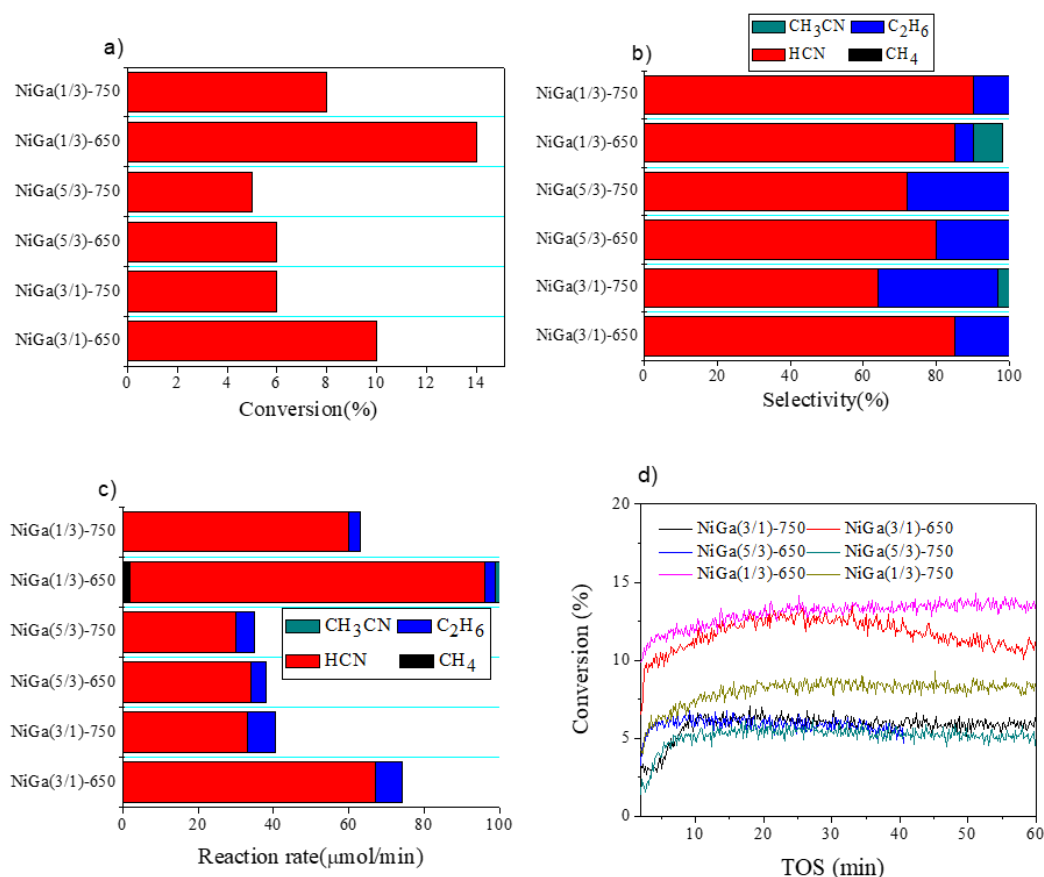 a)
NiGa(1/3)-750
NiGa(1/3)-650
NiGa(5/3)-750
NiGa(5/3)-650
NiGa(3/1)-750
NiGa(3/1)-650
0 2 4 6 8 10 12 14
Conversion(%)
b)
CH₃CN C₂H₆
HCN CH₄
NiGa(1/3)-750
NiGa(1/3)-650
NiGa(5/3)-750
NiGa(5/3)-650
NiGa(3/1)-750
NiGa(3/1)-650
0 20 40 60 80 100
Selectivity(%)
c)
NiGa(1/3)-750
NiGa(1/3)-650
NiGa(5/3)-750
NiGa(5/3)-650
NiGa(3/1)-750
NiGa(3/1)-650
CH₃CN C₂H₆
HCN CH₄
0 20 40 60 80 100
Reaction rate(μmol/min)
d)
20
15
10
5
0
Conversion (%)
NiGa(3/1)-750 NiGa(3/1)-650
NiGa(5/3)-650 NiGa(5/3)-750
NiGa(1/3)-650 NiGa(1/3)-750
10 20 30 40 50 60
TOS (min)